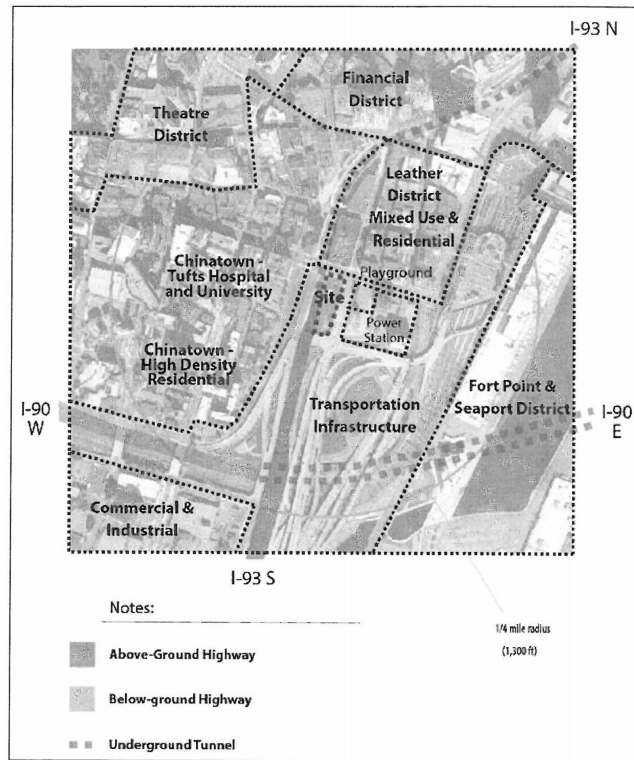 I-93 N
Financial
District
Theatre
District
Leather
District
Mixed Use &
Residential
Chinatown -
Tufts Hospital
and University
Playground
Site
Power
Station
Chinatown -
High Density
Residential
Fort Point &
Seaport District
I-90
W
I-90
E
Transportation
Infrastructure
Commercial &
Industrial
I-93 S
Notes:
1/4 mile radius
(1,300 ft)
Above-Ground Highway
Below-ground Highway
Underground Tunnel